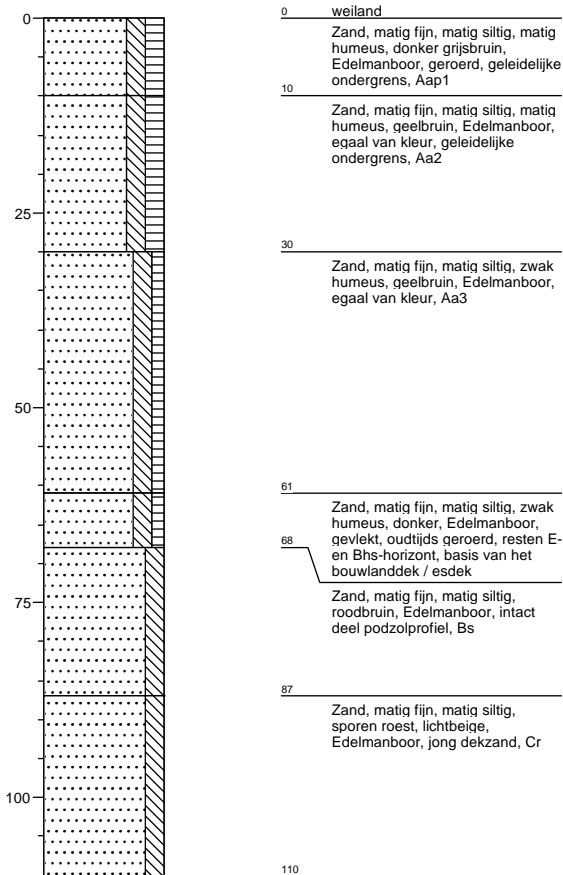 0
25
50
75
100
0
weiland
Zand, matig fijn, matig siltig, matig
humeus, donker grijsbruin,
Edelmanboor, geroerd, geleidelijke
ondergrens, Aap1
10
Zand, matig fijn, matig siltig, matig
humeus, geelbruin, Edelmanboor,
egaal van kleur, geleidelijke
ondergrens, Aa2
30
Zand, matig fijn, matig siltig, zwak
humeus, geelbruin, Edelmanboor,
egaal van kleur, Aa3
61
Zand, matig fijn, matig siltig, zwak
humeus, donker, Edelmanboor,
gevlekt, oudtijds geroerd, resten E-
en Bhs-horizont, basis van het
bouwlanddek / esdek
68
Zand, matig fijn, matig siltig,
roodbruin, Edelmanboor, intact
deel podzolprofiel, Bs
87
Zand, matig fijn, matig siltig,
sporen roest, lichtbeige,
Edelmanboor, jong dekzand, Cr
110